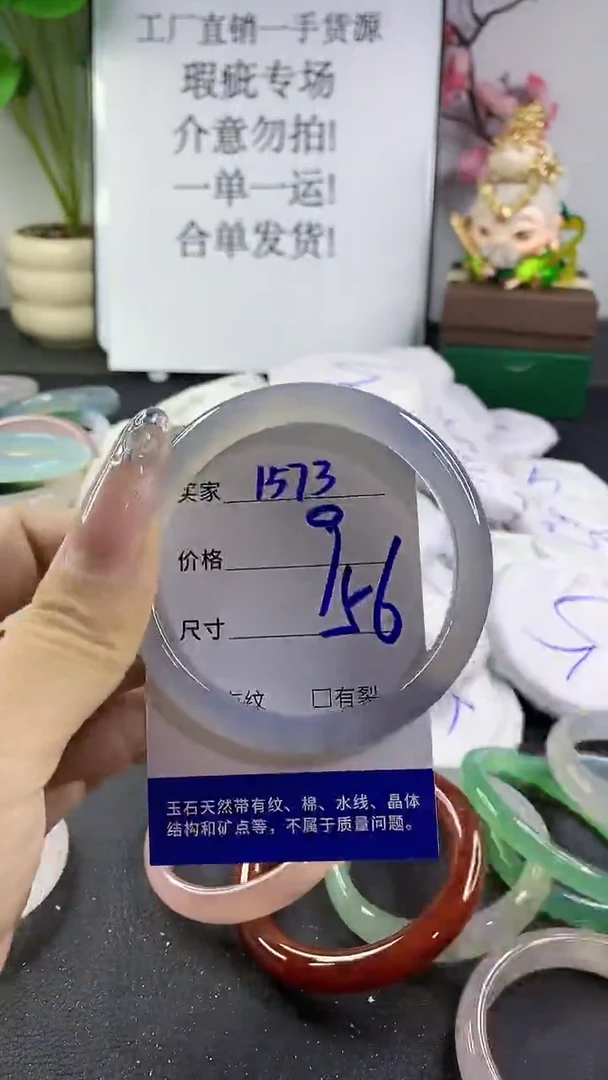 工厂直销一手货源
瑕疵专场
介意勿拍!
一单一运!
合单发货!
买家 1573
价格 9
尺寸 56
纹 □有裂
玉石天然带有纹、棉、水线、晶体
结构和矿点等，不属于质量问题。